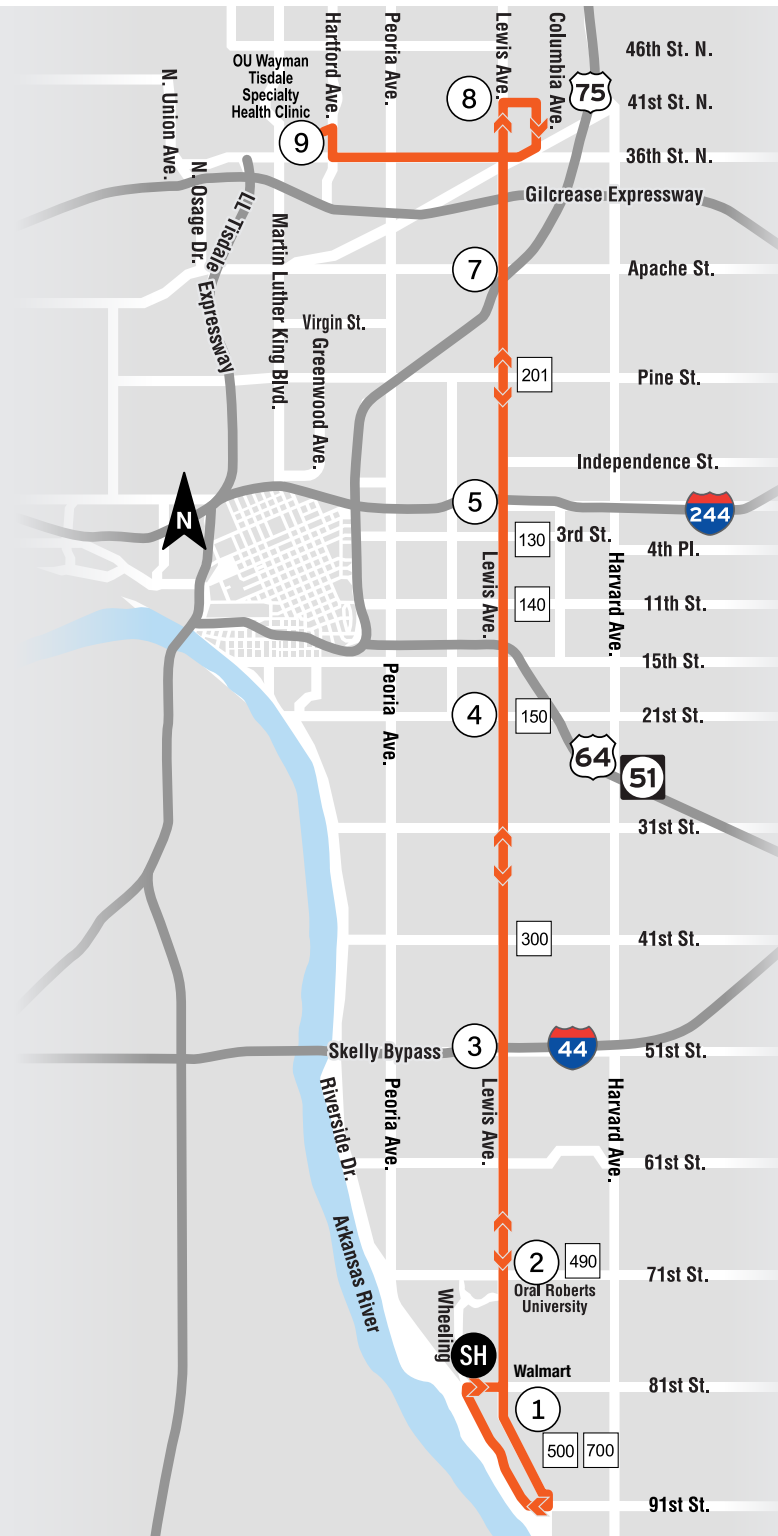 46th St. N.
OU Wayman
Tisdale
Specialty
Health Clinic
Hartford Ave.
Peoria Ave.
Lewis Ave.
Columbia Ave.
75
N. Union Ave.
8
41st St. N.
9
36th St. N.
N. Osage Dr.
LL Tisdale
Expressway
Gilcrease Expressway
Martin Luther King Blvd.
7
Apache St.
Virgin St.
Greenwood Ave.
201
Pine St.
Independence St.
N
5
244
130
3rd St.
4th Pl.
Lewis Ave.
Harvard Ave.
140
11th St.
15th St.
Peoria Ave.
4
150
21st St.
64
51
31st St.
300
41st St.
Skelly Bypass
3
44
51st St.
Riverside Dr.
Peoria Ave.
Lewis Ave.
Harvard Ave.
61st St.
Arkansas River
2
490
71st St.
Oral Roberts
University
Wheeling
SH
Walmart
81st St.
1
500
700
91st St.